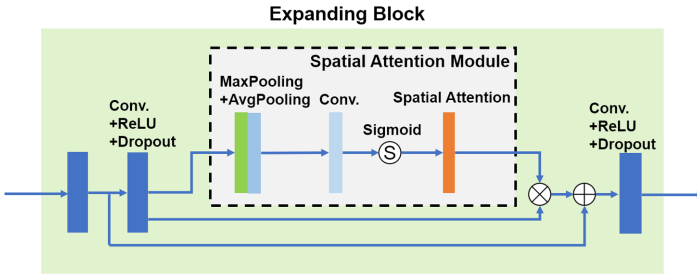 Expanding Block
Spatial Attention Module
MaxPooling
+AvgPooling
Conv.
Spatial Attention
Conv.
+ReLU
+Dropout
Sigmoid
S
Conv.
+ReLU
+Dropout